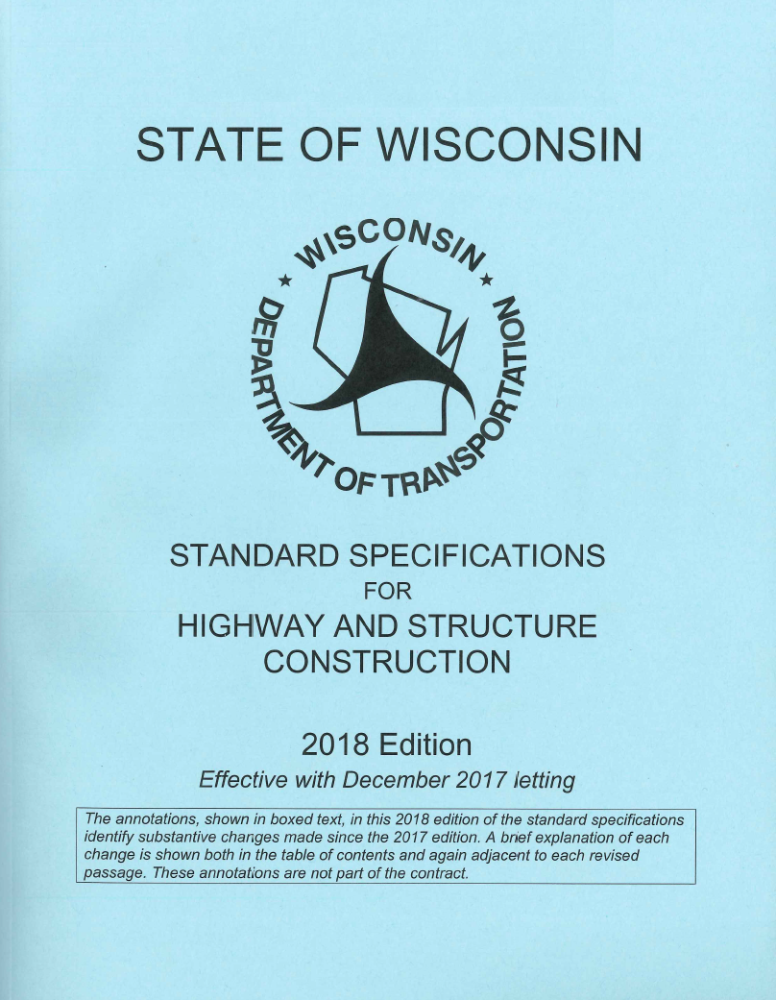 STATE OF WISCONSIN
WISCONSIN
DEPARTMENT OF TRANSPORTATION
STANDARD SPECIFICATIONS
FOR
HIGHWAY AND STRUCTURE
CONSTRUCTION
2018 Edition
Effective with December 2017 letting
The annotations, shown in boxed text, in this 2018 edition of the standard specifications
identify substantive changes made since the 2017 edition. A brief explanation of each
change is shown both in the table of contents and again adjacent to each revised
passage. These annotations are not part of the contract.